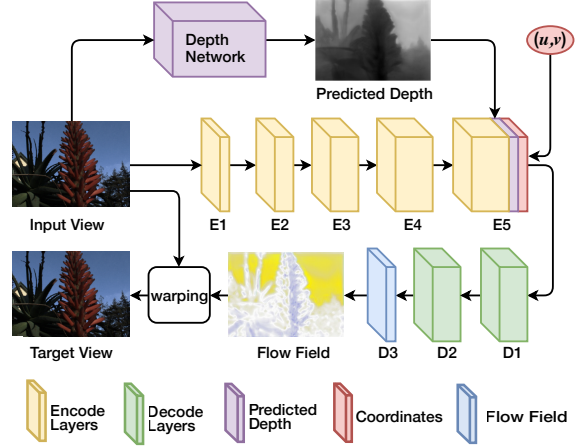 Depth
Network
(u,v)
Predicted Depth
Input View
E1
E2
E3
E4
E5
warping
Target View
Flow Field
D3
D2
D1
Encode
Layers
Decode
Layers
Predicted
Depth
Coordinates
Flow Field